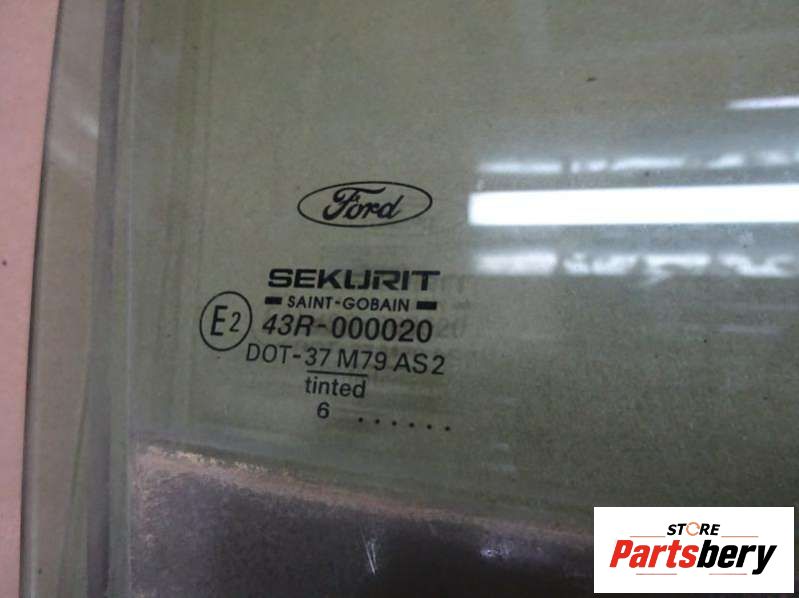 Ford
SEKURIT
SAINT-GOBAIN
E2 43R-000020
DOT-37 M79 AS2
tinted
6 ......
STORE
Partsbery